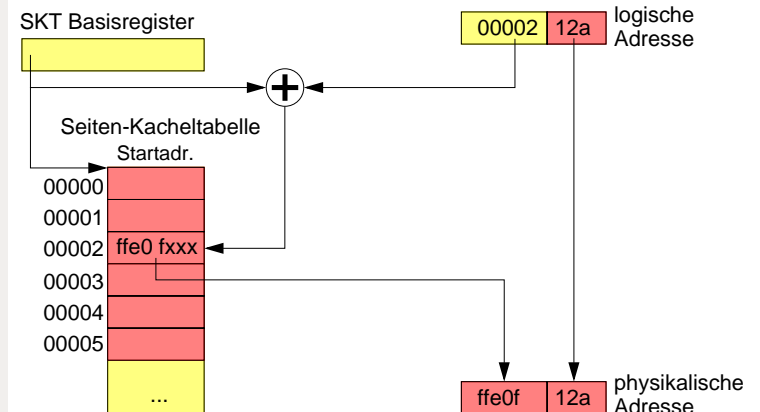 SKT Basisregister
00002 12a
logische
Adresse
Seiten-Kacheltabelle
Startadr.
00000
00001
00002 ffe0 fxxx
00003
00004
00005
...
ffe0f 12a
physikalische
Adresse